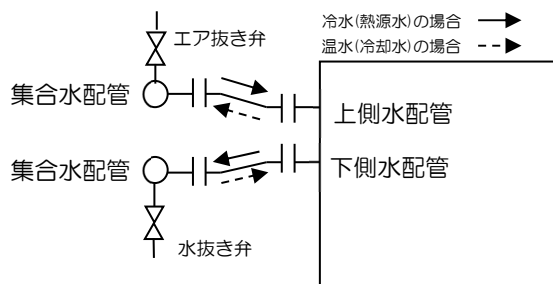 冷水(熱源水)の場合
温水(冷却水)の場合
エア抜き弁
集合水配管
上側水配管
集合水配管
下側水配管
水抜き弁